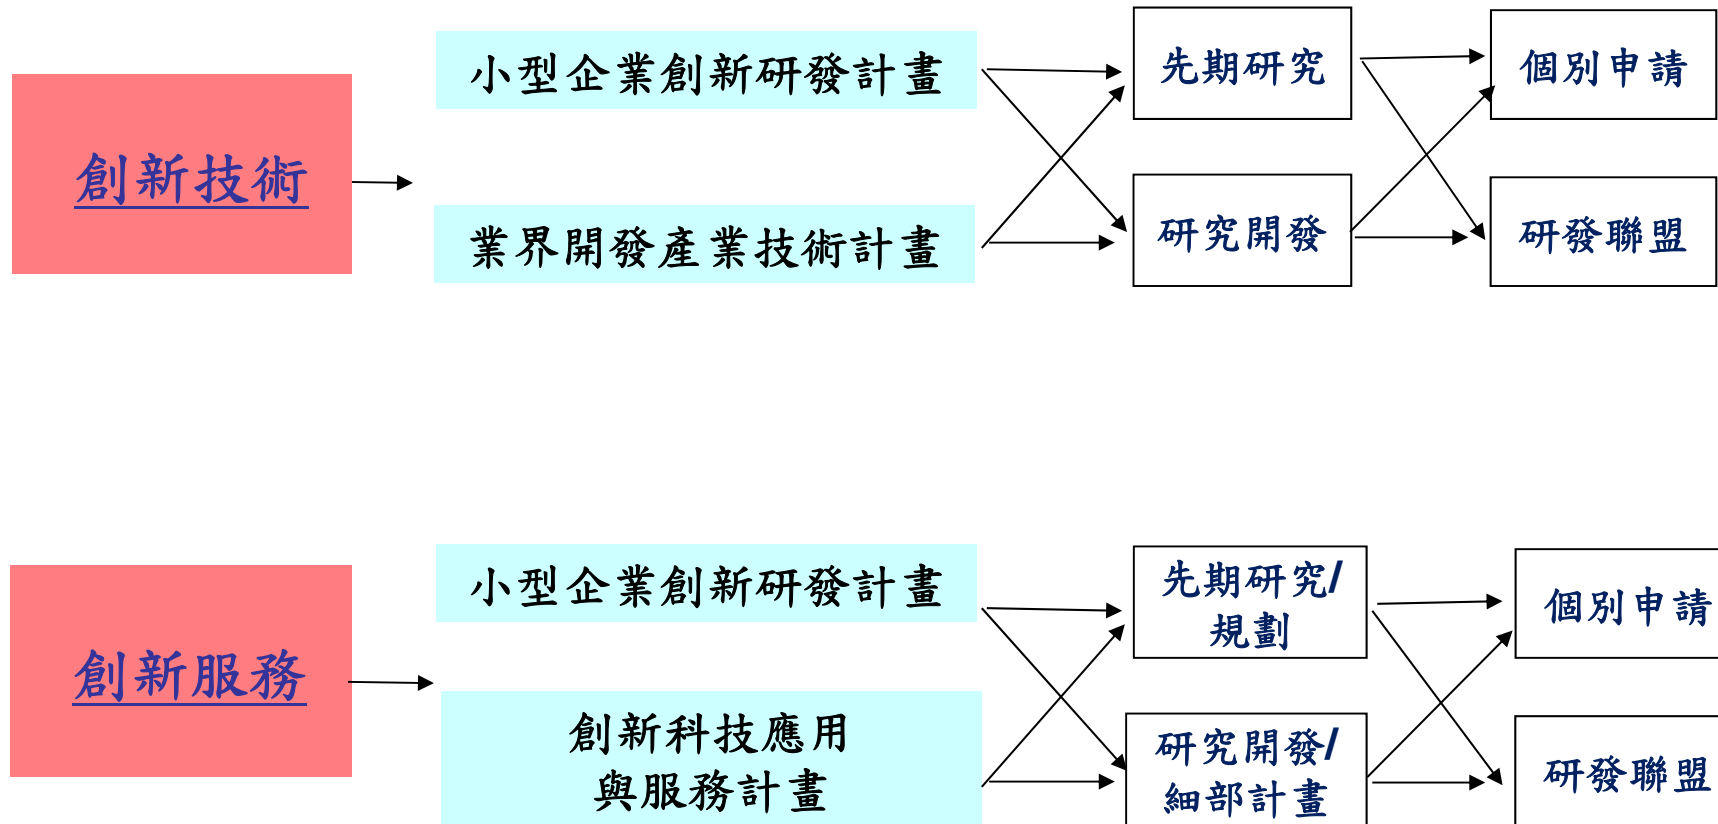 小型企業創新研發計畫
先期研究
個別申請
創新技術
業界開發產業技術計畫
研究開發
研發聯盟
小型企業創新研發計畫
先期研究/
規劃
個別申請
創新服務
創新科技應用
與服務計畫
研究開發/
細部計畫
研發聯盟